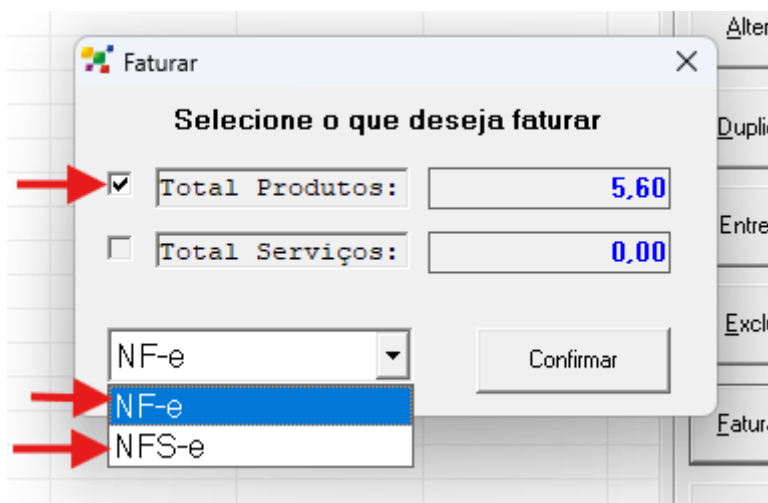 Faturar
Selecione o que deseja faturar
Total Produtos: 5,60
Total Serviços: 0,00
NF-e
Confirmar
NF-e
NFS-e